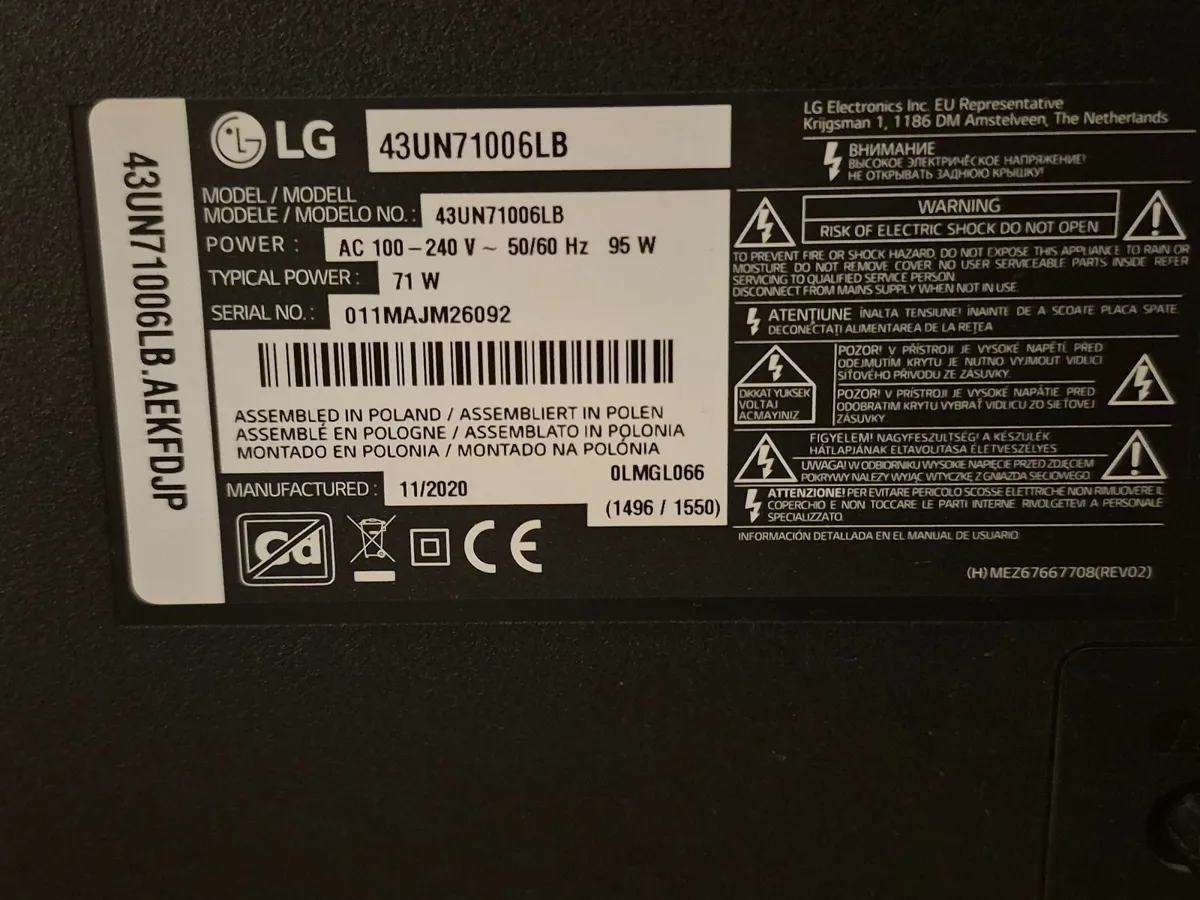 43UN71006LB.AEKFDJP
LG
43UN71006LB
MODEL / MODELL
MODELE / MODELO NO. : 43UN71006LB
POWER : AC 100 – 240 V ~ 50/60 Hz 95 W
TYPICAL POWER : 71 W
SERIAL NO. : 011MAJM26092
ASSEMBLED IN POLAND / ASSEMBLIERT IN POLEN
ASSEMBLÉ EN POLOGNE / ASSEMBLATO IN POLONIA
MONTADO EN POLONIA / MONTADO NA POLÓNIA
0LMGL066
MANUFACTURED : 11/2020
(1496 / 1550)
Cd
CE
LG Electronics Inc. EU Representative
Krijgsman 1, 1186 DM Amstelveen, The Netherlands
ВНИМАНИЕ
ВЫСОКОЕ ЭЛЕКТРИЧЕСКОЕ НАПРЯЖЕНИЕ!
НЕ ОТКРЫВАТЬ ЗАДНЮЮ КРЫШКУ!
WARNING
RISK OF ELECTRIC SHOCK DO NOT OPEN
TO PREVENT FIRE OR SHOCK HAZARD, DO NOT EXPOSE THIS APPLIANCE TO RAIN OR
MOISTURE. DO NOT REMOVE COVER. NO USER SERVICEABLE PARTS INSIDE. REFER
SERVICING TO QUALIFIED SERVICE PERSON.
DISCONNECT FROM MAINS SUPPLY WHEN NOT IN USE.
ATENȚIUNE ÎNALTA TENSIUNE! ÎNAINTE DE A SCOATE PLACA SPATE,
DECONECTAȚI ALIMENTAREA DE LA REȚEA
DIKKAT YUKSEK
VOLTAJ
ACMAYINIZ
POZOR! V PŘÍSTROJI JE VYSOKÉ NAPĚTÍ. PŘED
ODEJMUTÍM KRYTU JE NUTNO VYJMOUT VIDLICI
SÍŤOVÉHO PŘÍVODU ZE ZÁSUVKY.
POZOR! V PRÍSTROJI JE VYSOKÉ NAPÄTIE. PRED
ODOBRATIM KRYTU VYBRAŤ VIDLICU ZO SIEŤOVEJ
ZÁSUVKY
FIGYELEM! NAGYFESZULTSÉG! A KÉSZÜLÉK
HÁTLAPJÁNAK ELTAVOLITÁSA ÉLETVESZÉLYES
UWAGA! W ODBIORNIKU WYSOKIE NAPIĘCIE PRZED ZDJĘCIEM
POKRYWY NALEŻY WYJĄĆ WTYCZKĘ Z GNIAZDA SIECIOWEGO
ATTENZIONE! PER EVITARE PERICOLO SCOSSE ELETTRICHE NON RIMUOVERE IL
COPERCHIO E NON TOCCARE LE PARTI INTERNE. RIVOLGETEVI A PERSONALE
SPECIALIZZATO.
INFORMACIÓN DETALLADA EN EL MANUAL DE USUARIO.
(H) MEZ67667708(REV02)